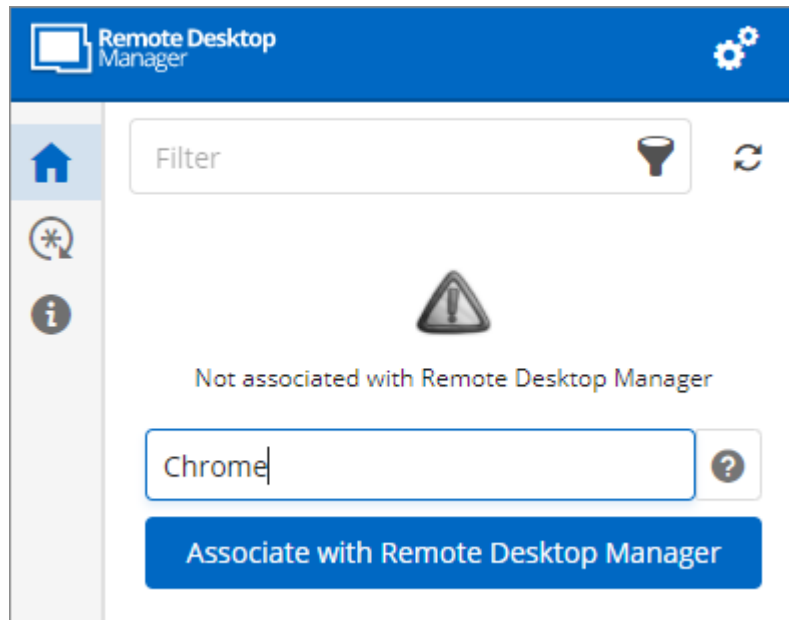 Remote Desktop
Manager
Filter
Not associated with Remote Desktop Manager
Chrome
Associate with Remote Desktop Manager